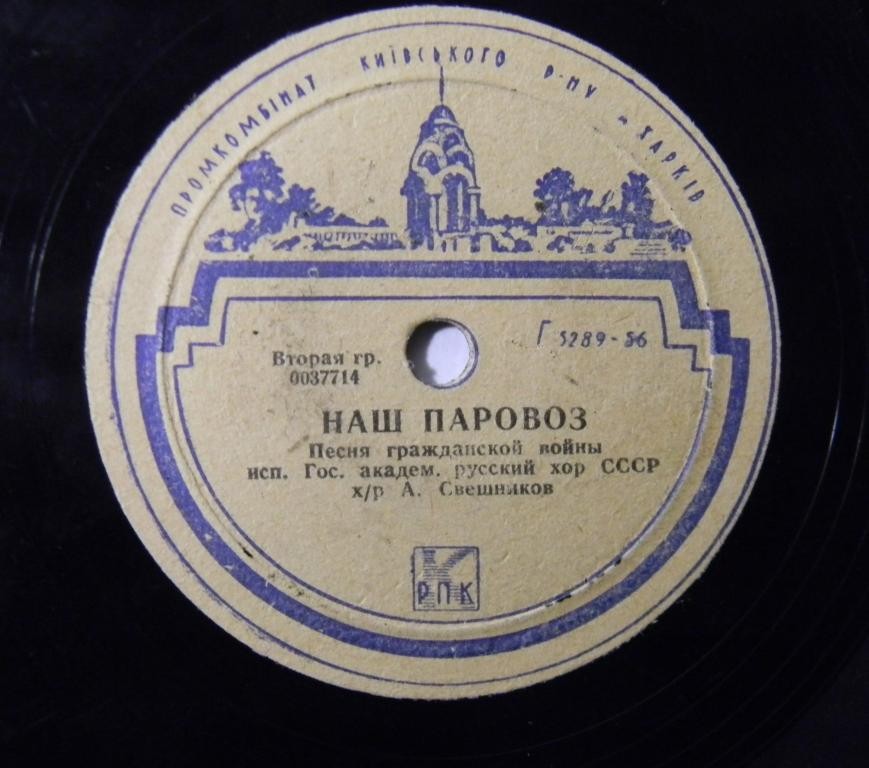 ПРОМКОМБІНАТ КИЇВСЬКОГО Р-НУ - ХАРКІВ
Г 5289-56
Вторая гр.
0037714
НАШ ПАРОВОЗ
Песня гражданской войны
исп. Гос. академ. русский хор СССР
х/р А. Свешников
РПК